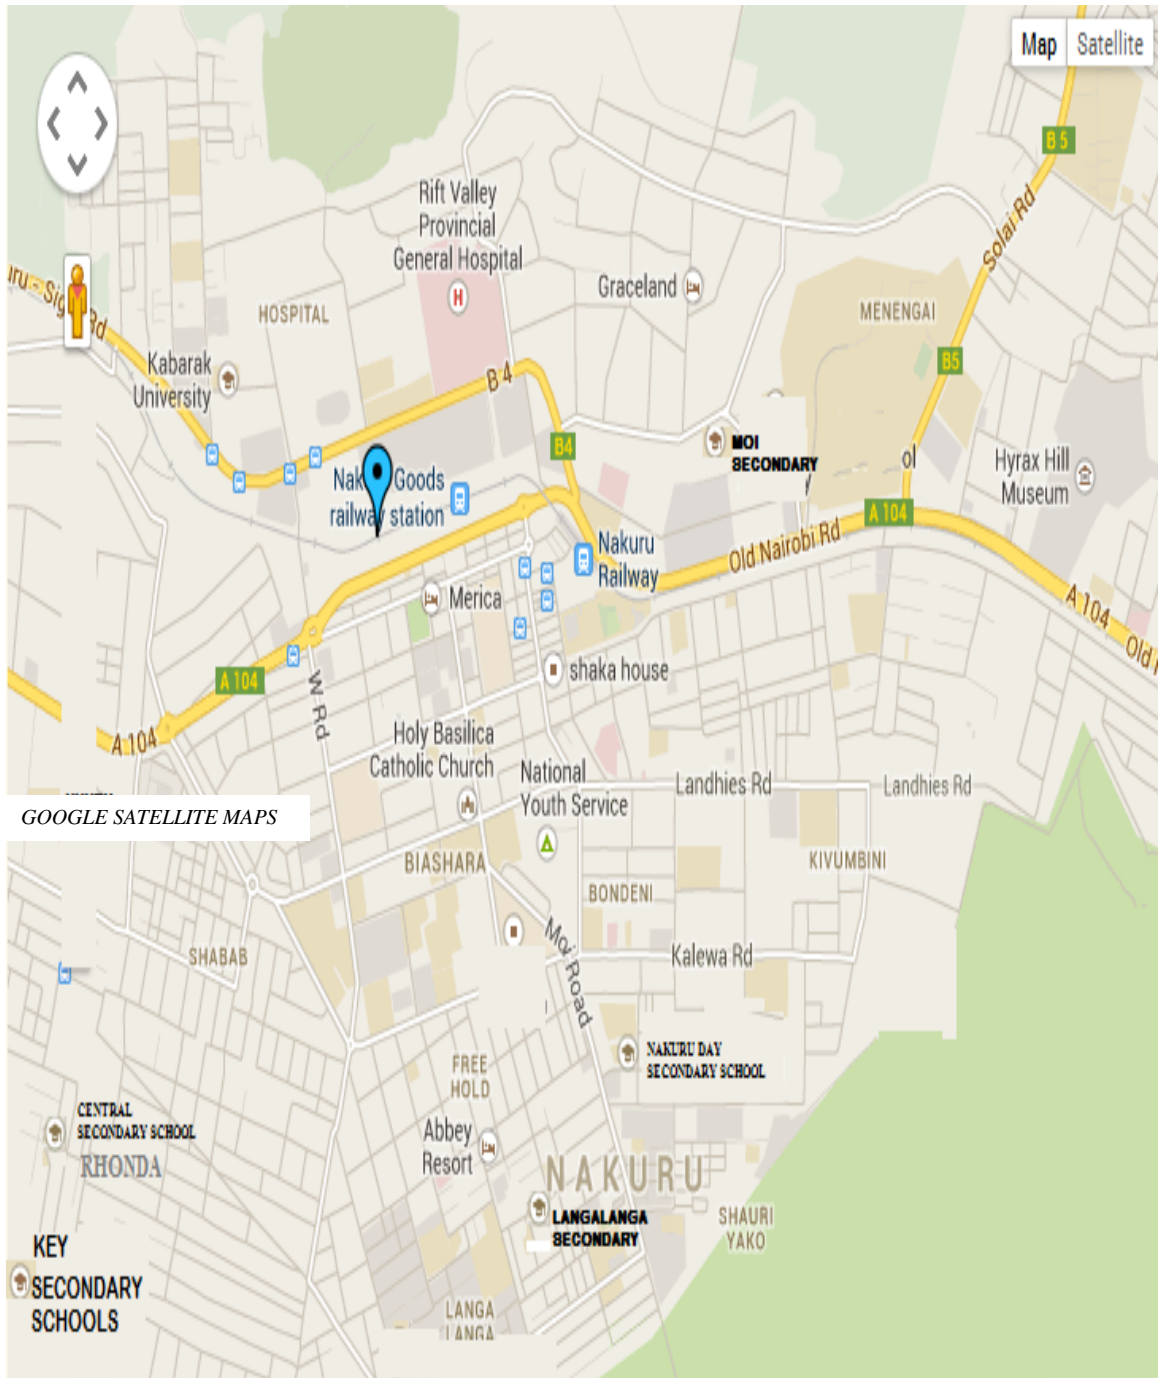 Map Satellite
B 5
Rift Valley
Provincial
General Hospital
Solai Rd
Graceland
H
HOSPITAL
MENENGAI
Rd
Kabarak
University
B 4
B5
B4
MOI
SECONDARY
ol
Hyrax Hill
Museum
Goods
railway station
A 104
Old Nairobi Rd
Nakuru
Railway
Merica
A 104
Old
shaka house
A 104
W Rd
A 104
Holy Basilica
Catholic Church
National
Youth Service
Landhies Rd
Landhies Rd
GOOGLE SATELLITE MAPS
BIASHARA
KIVUMBINI
BONDENI
Moi Road
SHABAB
Kalewa Rd
NAKURU DAY
SECONDARY SCHOOL
FREE
HOLD
CENTRAL
SECONDARY SCHOOL
RHONDA
Abbey
Resort
NAKURU
LANGALANGA
SECONDARY
SHAURI
YAKO
KEY
SECONDARY
SCHOOLS
LANGA
LANGA